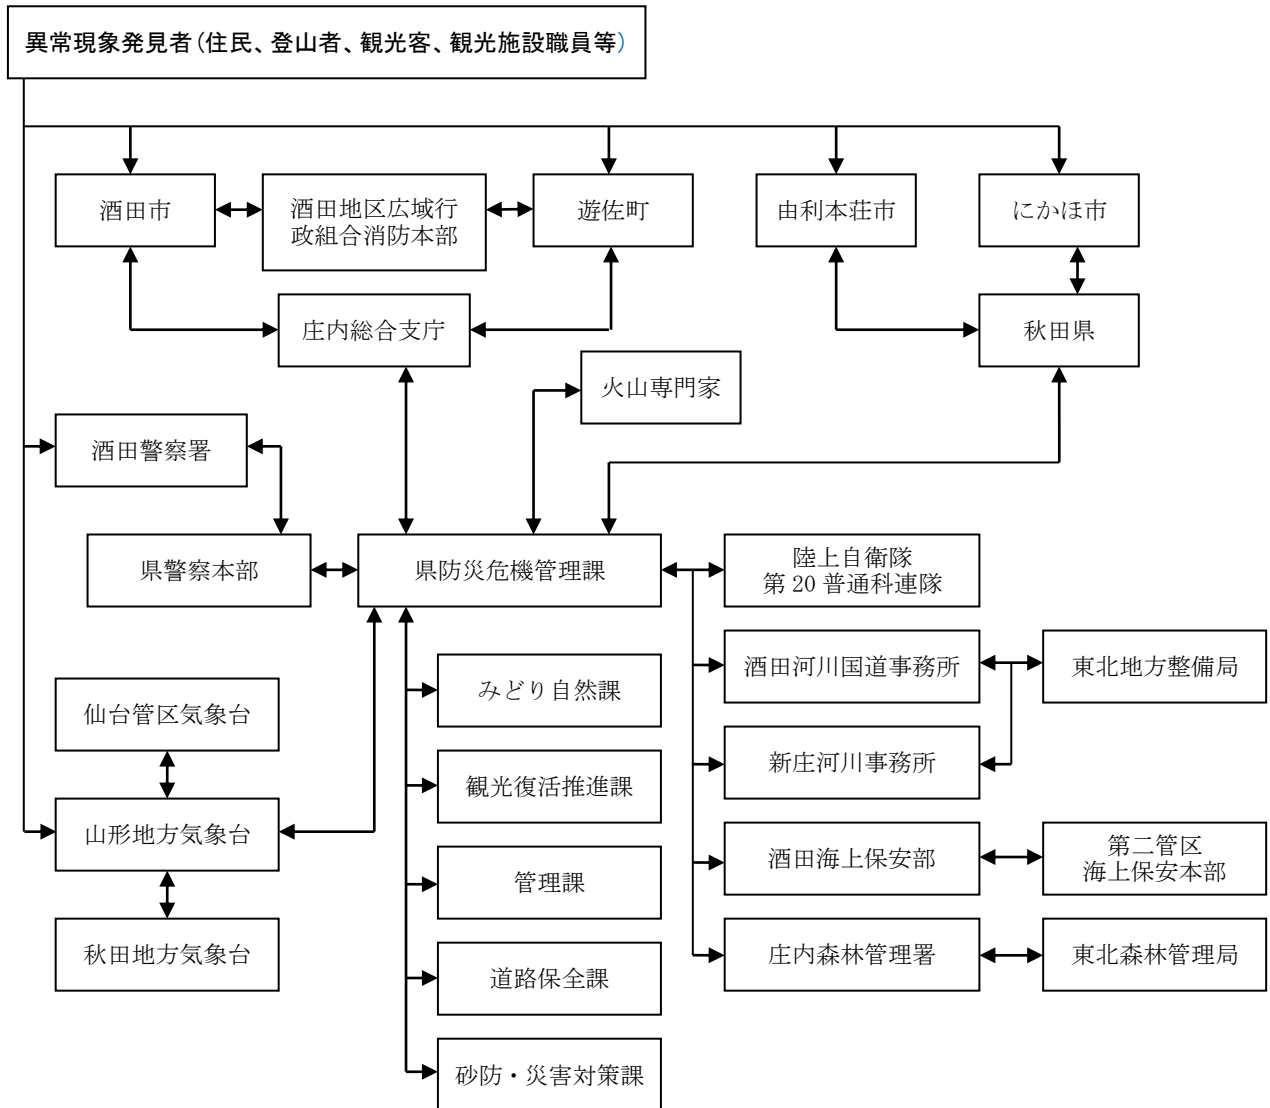 異常現象発見者(住民、登山者、観光客、観光施設職員等)
酒田市
酒田地区広域行
政組合消防本部
遊佐町
由利本荘市
にかほ市
庄内総合支庁
秋田県
火山専門家
酒田警察署
県警察本部
県防災危機管理課
陸上自衛隊
第20普通科連隊
酒田河川国道事務所
東北地方整備局
みどり自然課
仙台管区気象台
観光復活推進課
新庄河川事務所
山形地方気象台
酒田海上保安部
第二管区
海上保安本部
管理課
秋田地方気象台
庄内森林管理署
東北森林管理局
道路保全課
砂防・災害対策課